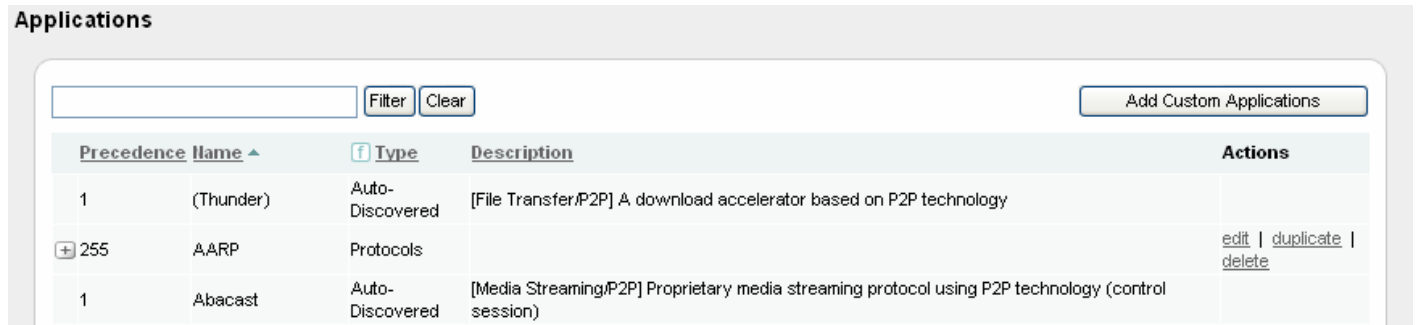 Applications
Filter Clear Add Custom Applications
Precedence Name f Type Description Actions
1 (Thunder) Auto-Discovered [File Transfer/P2P] A download accelerator based on P2P technology
+ 255 AARP Protocols edit | duplicate | delete
1 Abacast Auto-Discovered [Media Streaming/P2P] Proprietary media streaming protocol using P2P technology (control session)